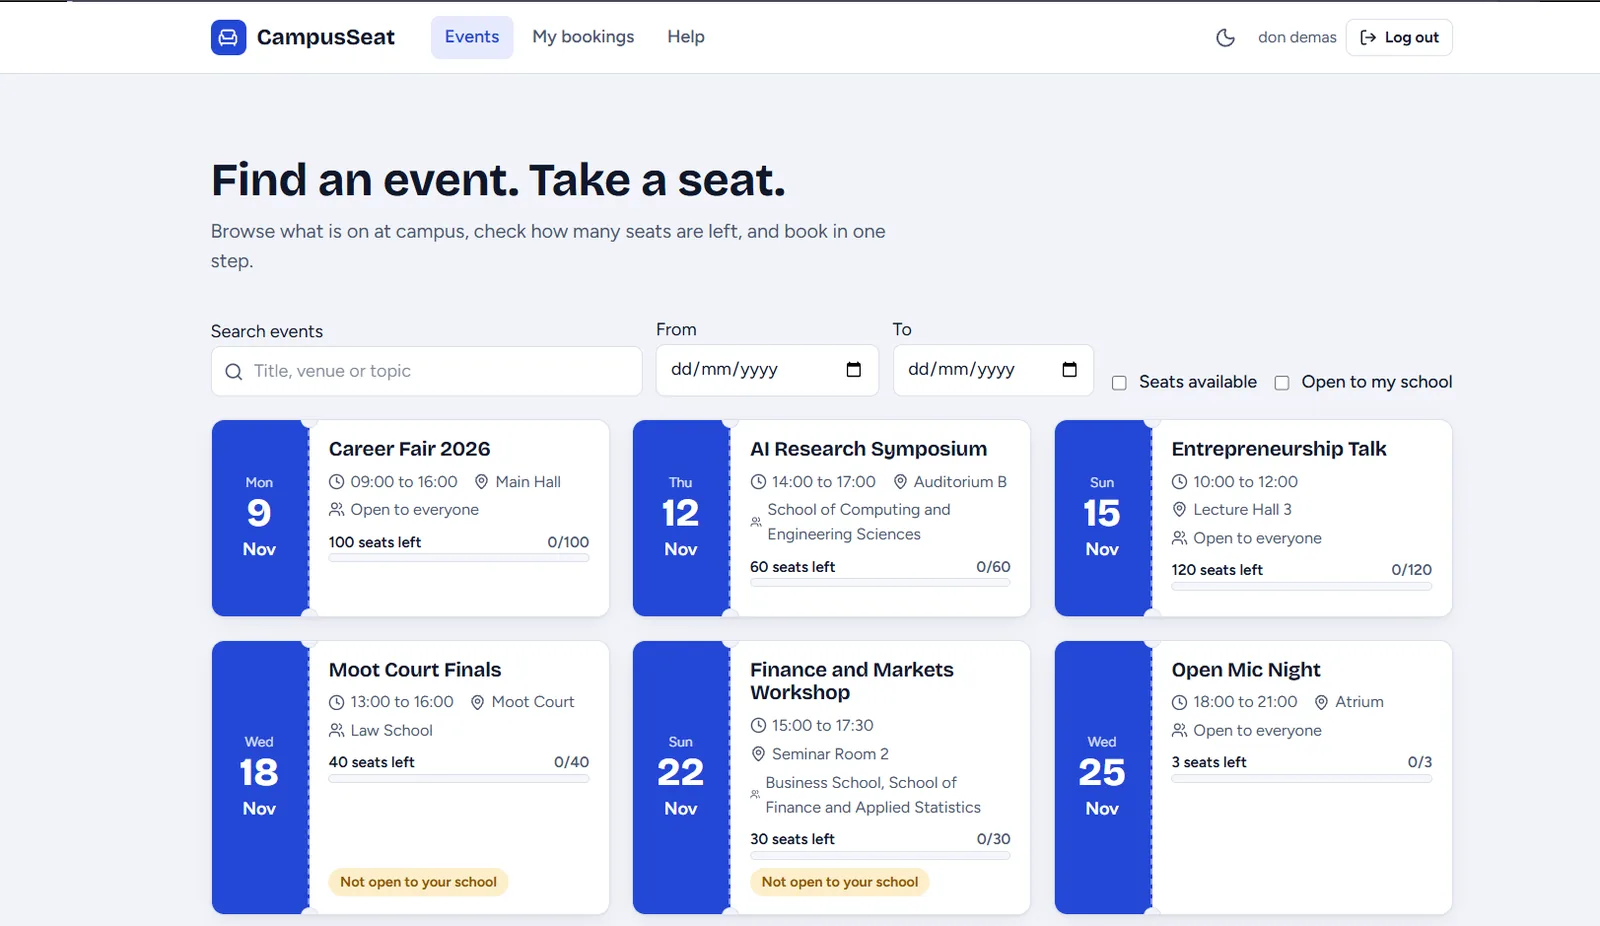 CampusSeat
Events
My bookings
Help
don demas
Log out
Find an event. Take a seat.
Browse what is on at campus, check how many seats are left, and book in one
step.
Search events
Title, venue or topic
From
dd/mm/yyyy
To
dd/mm/yyyy
Seats available
Open to my school
Mon
9
Nov
Career Fair 2026
09:00 to 16:00
Main Hall
Open to everyone
100 seats left
0/100
Thu
12
Nov
AI Research Symposium
14:00 to 17:00
Auditorium B
School of Computing and
Engineering Sciences
60 seats left
0/60
Sun
15
Nov
Entrepreneurship Talk
10:00 to 12:00
Lecture Hall 3
Open to everyone
120 seats left
0/120
Wed
18
Nov
Moot Court Finals
13:00 to 16:00
Moot Court
Law School
40 seats left
0/40
Not open to your school
Sun
22
Nov
Finance and Markets
Workshop
15:00 to 17:30
Seminar Room 2
Business School, School of
Finance and Applied Statistics
30 seats left
0/30
Not open to your school
Wed
25
Nov
Open Mic Night
18:00 to 21:00
Atrium
Open to everyone
3 seats left
0/3